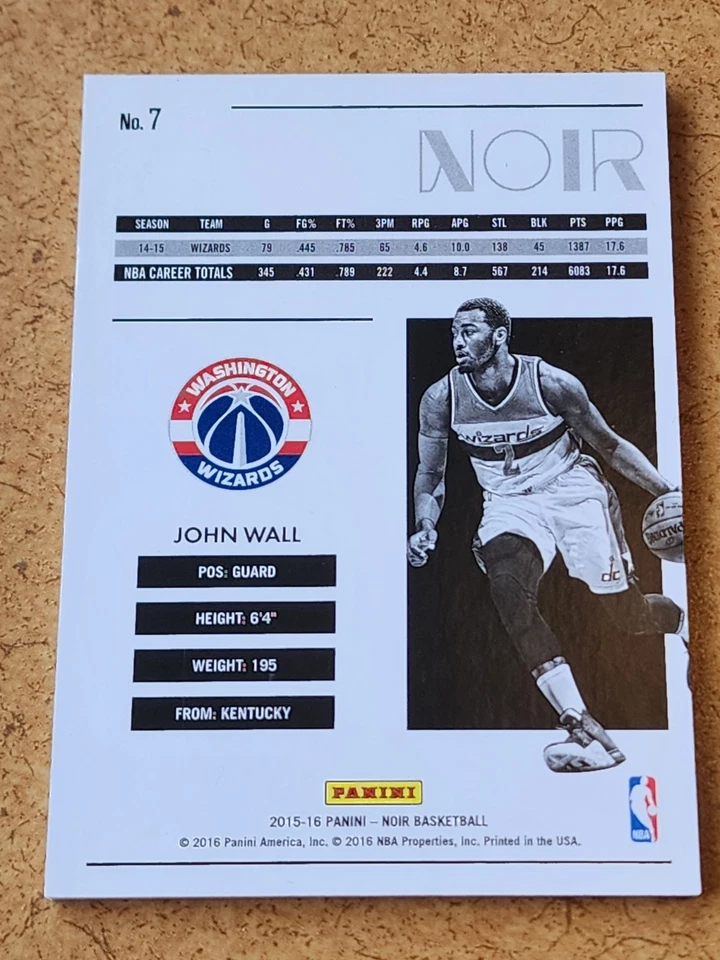 No. 7
NOIR
SEASON TEAM G FG% FT% 3PM RPG APG STL BLK PTS PPG
14-15 WIZARDS 79 .445 .785 65 4.6 10.0 138 45 1387 17.6
NBA CAREER TOTALS 345 .431 .789 222 4.4 8.7 567 214 6083 17.6
WASHINGTON
WIZARDS
wizards
2
SPALDING
dc
JOHN WALL
POS: GUARD
HEIGHT: 6'4"
WEIGHT: 195
FROM: KENTUCKY
PANINI
2015-16 PANINI – NOIR BASKETBALL
© 2016 Panini America, Inc. © 2016 NBA Properties, Inc. Printed in the USA.
NBA